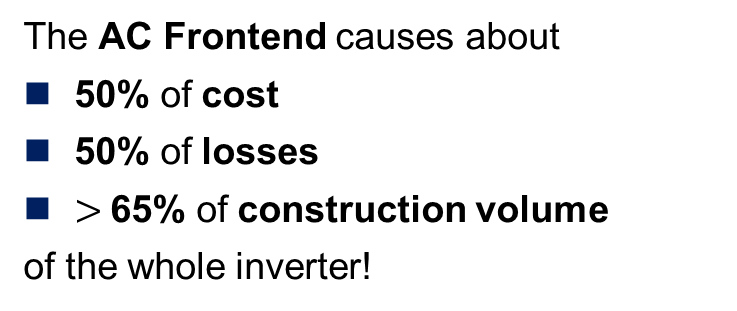 The AC Frontend causes about
■ 50% of cost
■ 50% of losses
■ > 65% of construction volume
of the whole inverter!